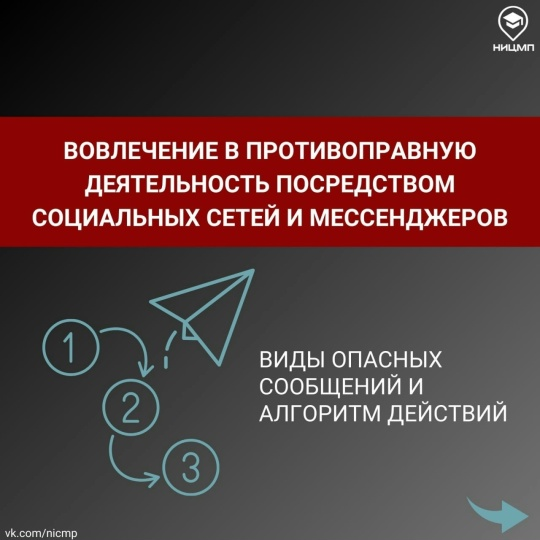 НИЦМП
ВОВЛЕЧЕНИЕ В ПРОТИВОПРАВНУЮ
ДЕЯТЕЛЬНОСТЬ ПОСРЕДСТВОМ
СОЦИАЛЬНЫХ СЕТЕЙ И МЕССЕНДЖЕРОВ
1
2
3
ВИДЫ ОПАСНЫХ
СООБЩЕНИЙ И
АЛГОРИТМ ДЕЙСТВИЙ
vk.com/nicmp